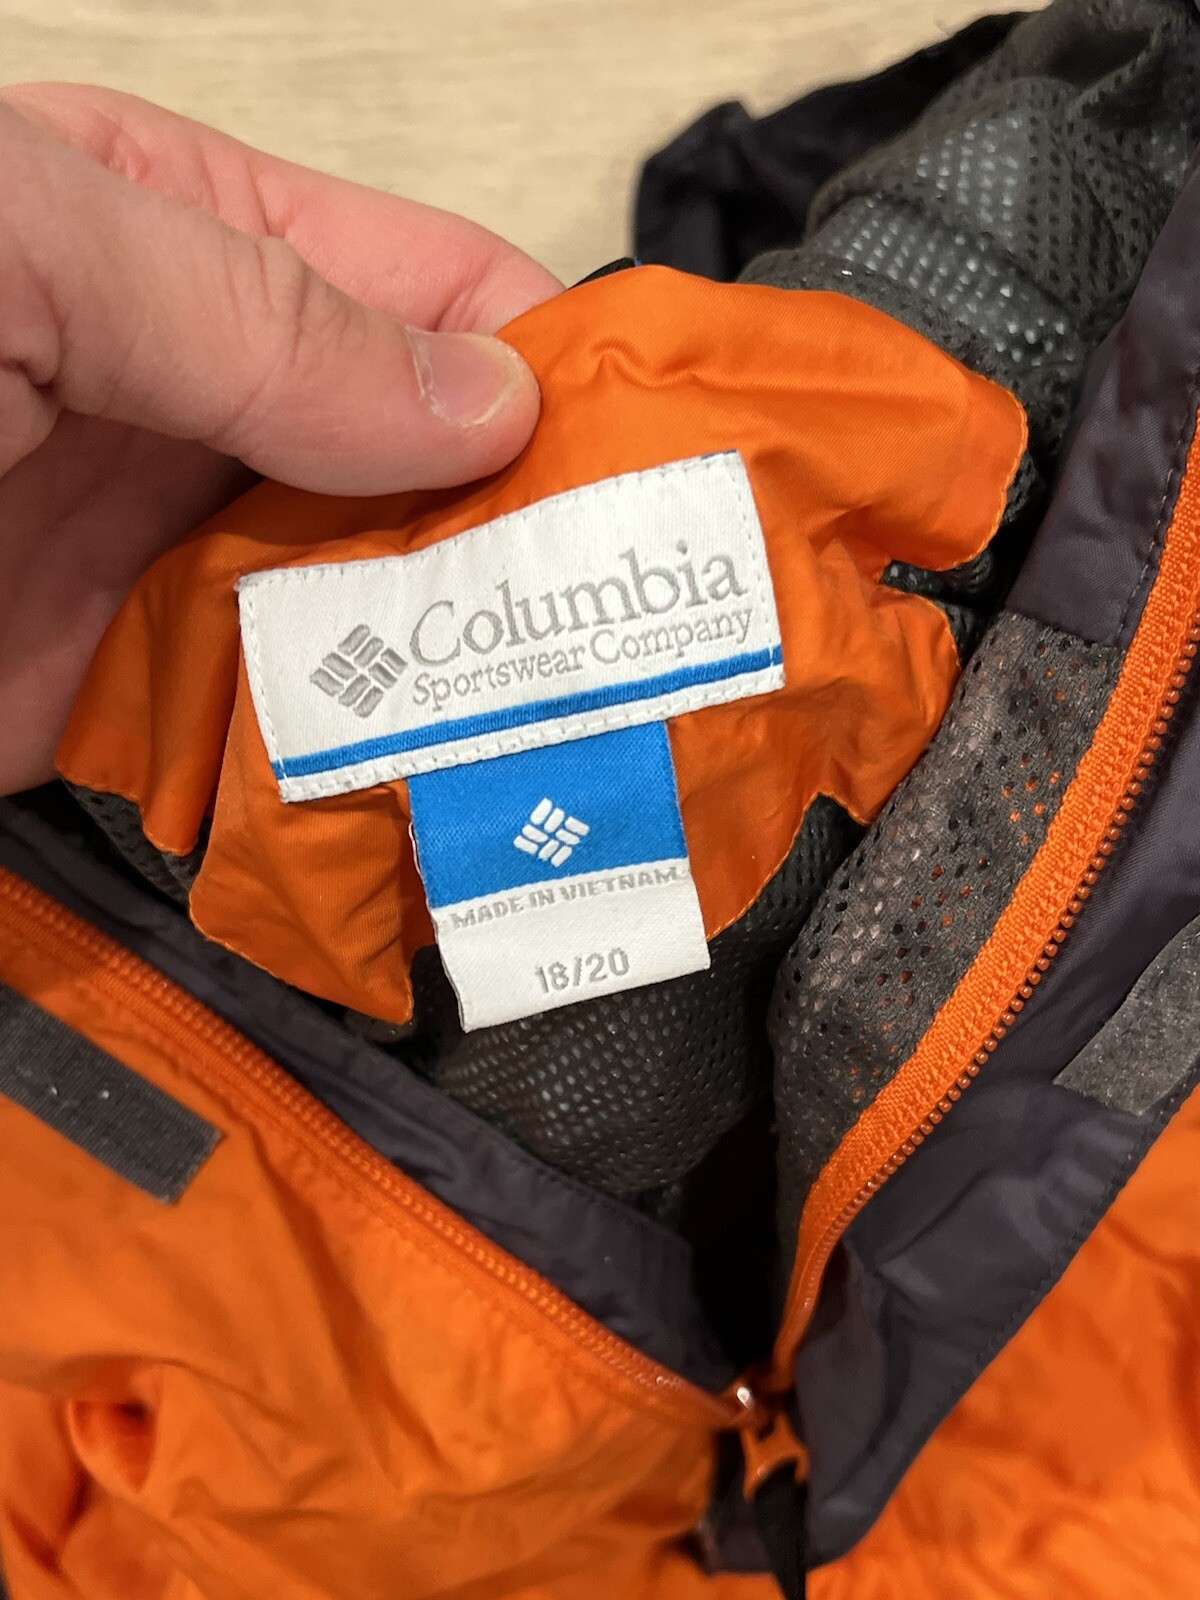 Columbia
Sportswear Company
MADE IN VIETNAM
18/20